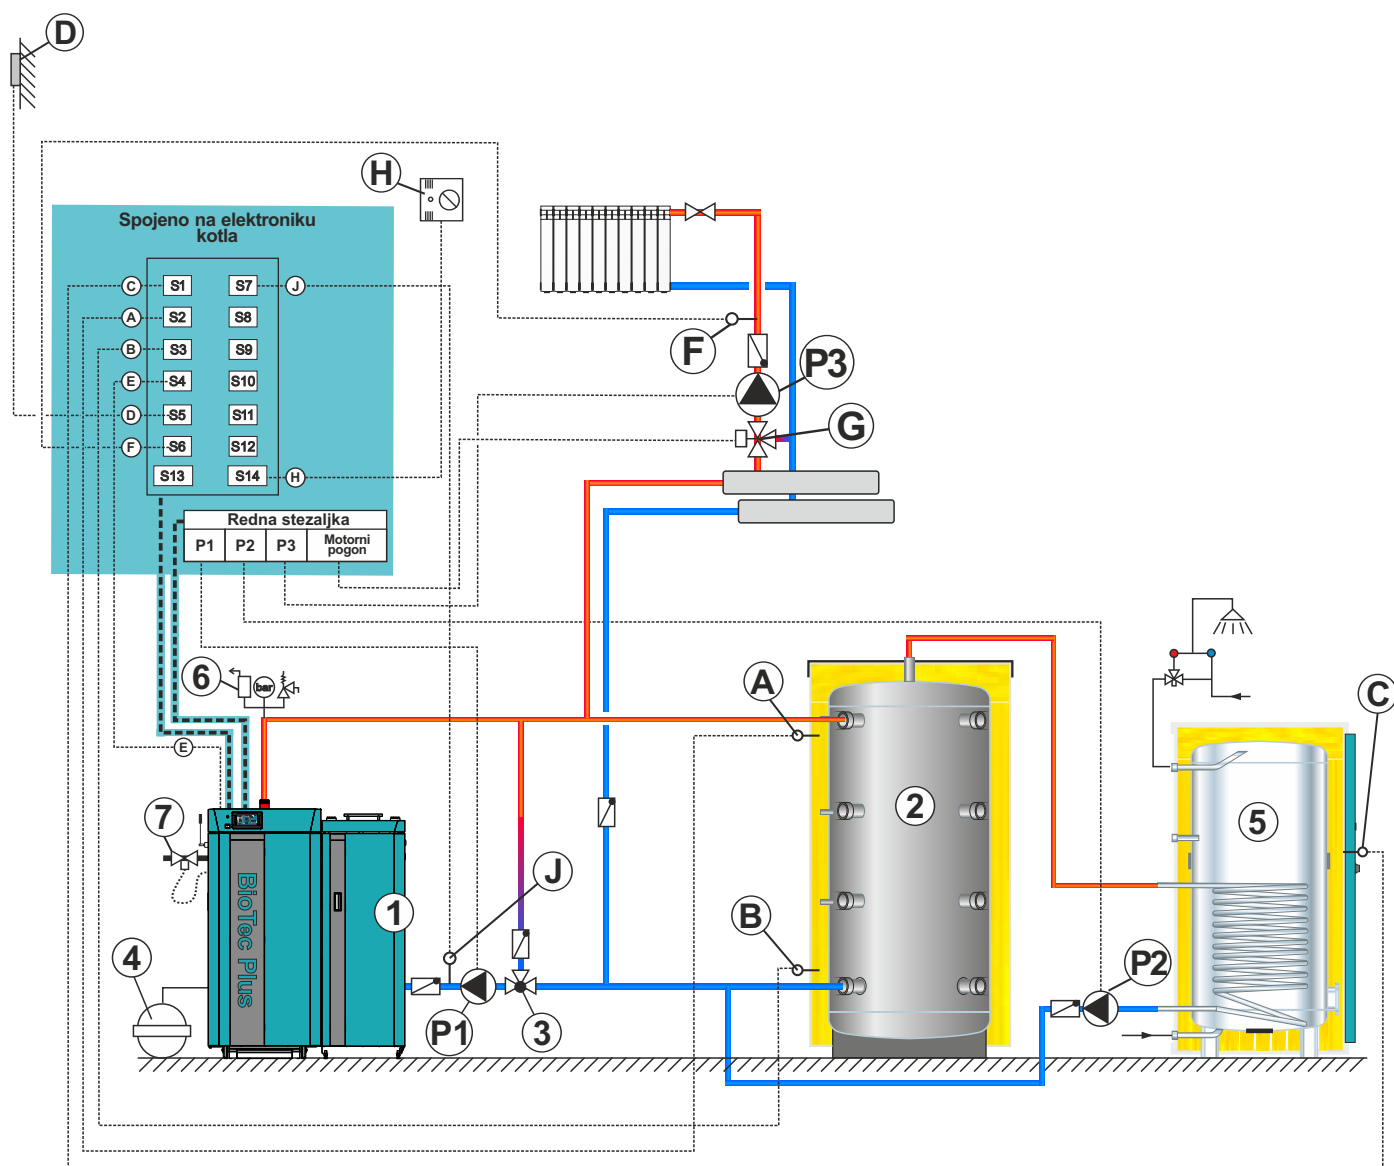 D
H
Spojeno na elektroniku
kotla
C S1 S7 J
A S2 S8
B S3 S9
E S4 S10
D S5 S11
F S6 S12
S13 S14 H
Redna stezaljka
P1 P2 P3 Motorni
pogon
F
P3
G
6
bar
A
C
E
7
2
5
J
1
BioTec Plus
B
4
P2
P1
3